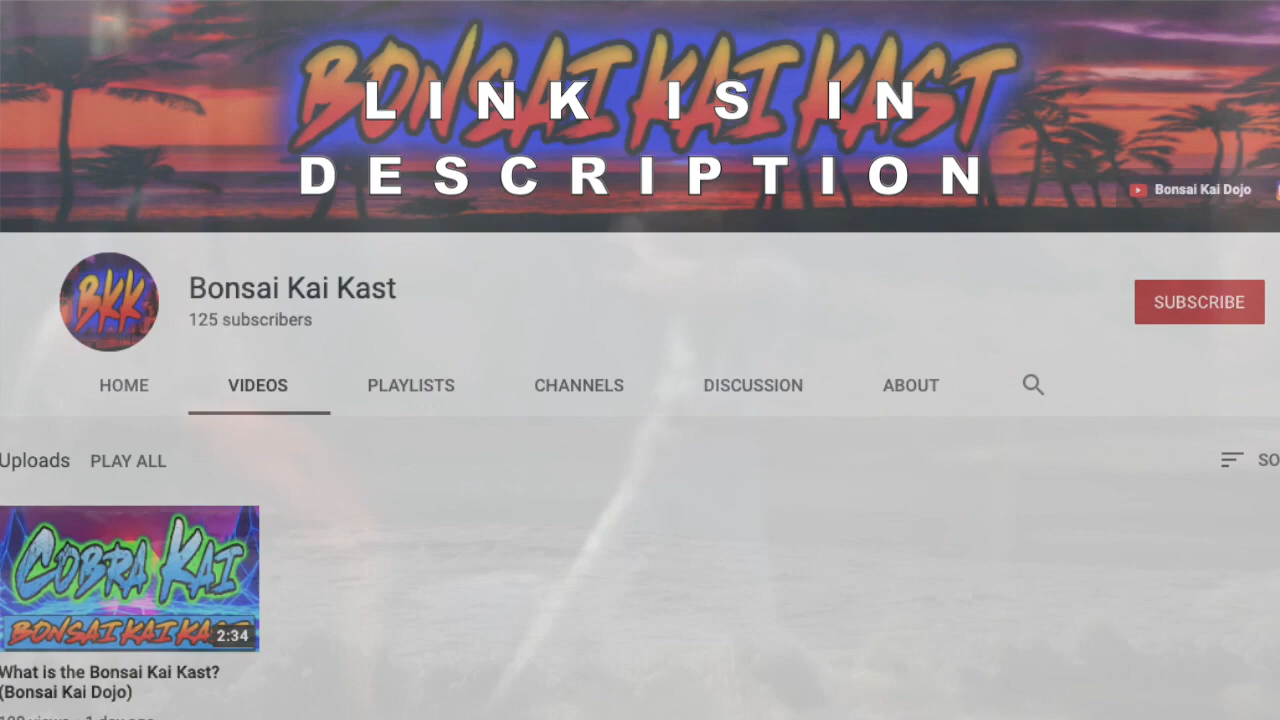 BONSAI KAI KAST
LINK IS IN
DESCRIPTION
Bonsai Kai Dojo
BKK
Bonsai Kai Kast
125 subscribers
SUBSCRIBE
HOME VIDEOS PLAYLISTS CHANNELS DISCUSSION ABOUT
Uploads PLAY ALL
SO
COBRA KAI
BONSAI KAI KA
2:34
What is the Bonsai Kai Kast?
(Bonsai Kai Dojo)